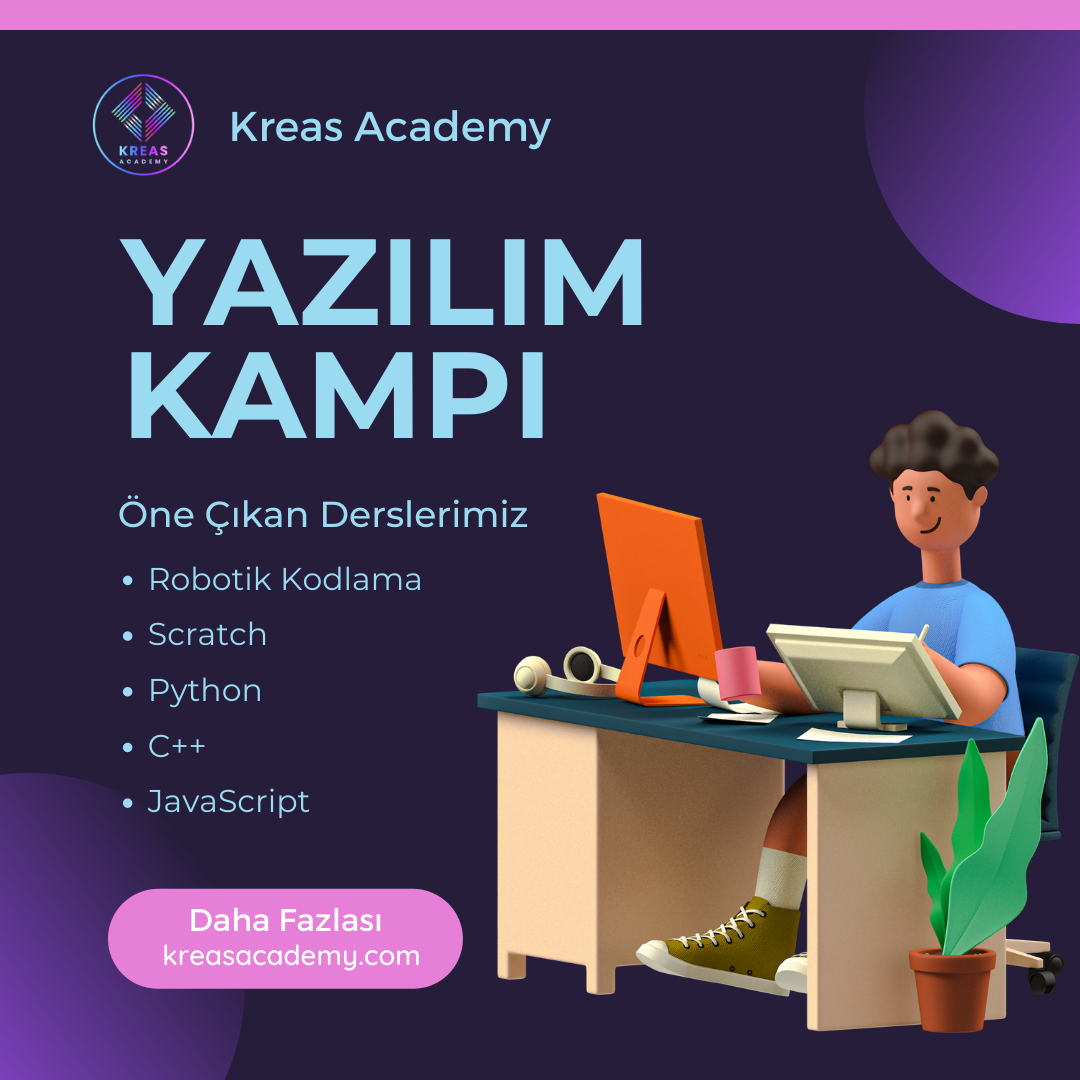 KREAS
ACADEMY
Kreas Academy
YAZILIM
KAMPI
Öne Çıkan Derslerimiz
• Robotik Kodlama
• Scratch
• Python
• C++
• JavaScript
Daha Fazlası
kreasacademy.com